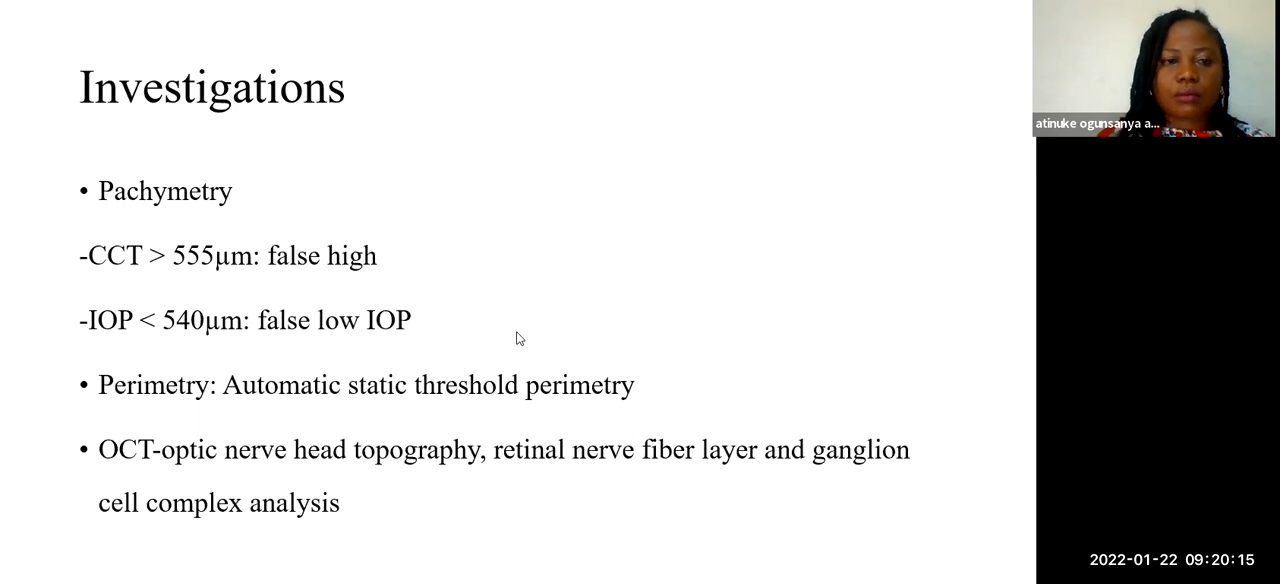 Investigations
• Pachymetry
-CCT > 555µm: false high
-IOP < 540µm: false low IOP
• Perimetry: Automatic static threshold perimetry
• OCT-optic nerve head topography, retinal nerve fiber layer and ganglion
cell complex analysis
atinuke ogunsanya a...
2022-01-22 09:20:15